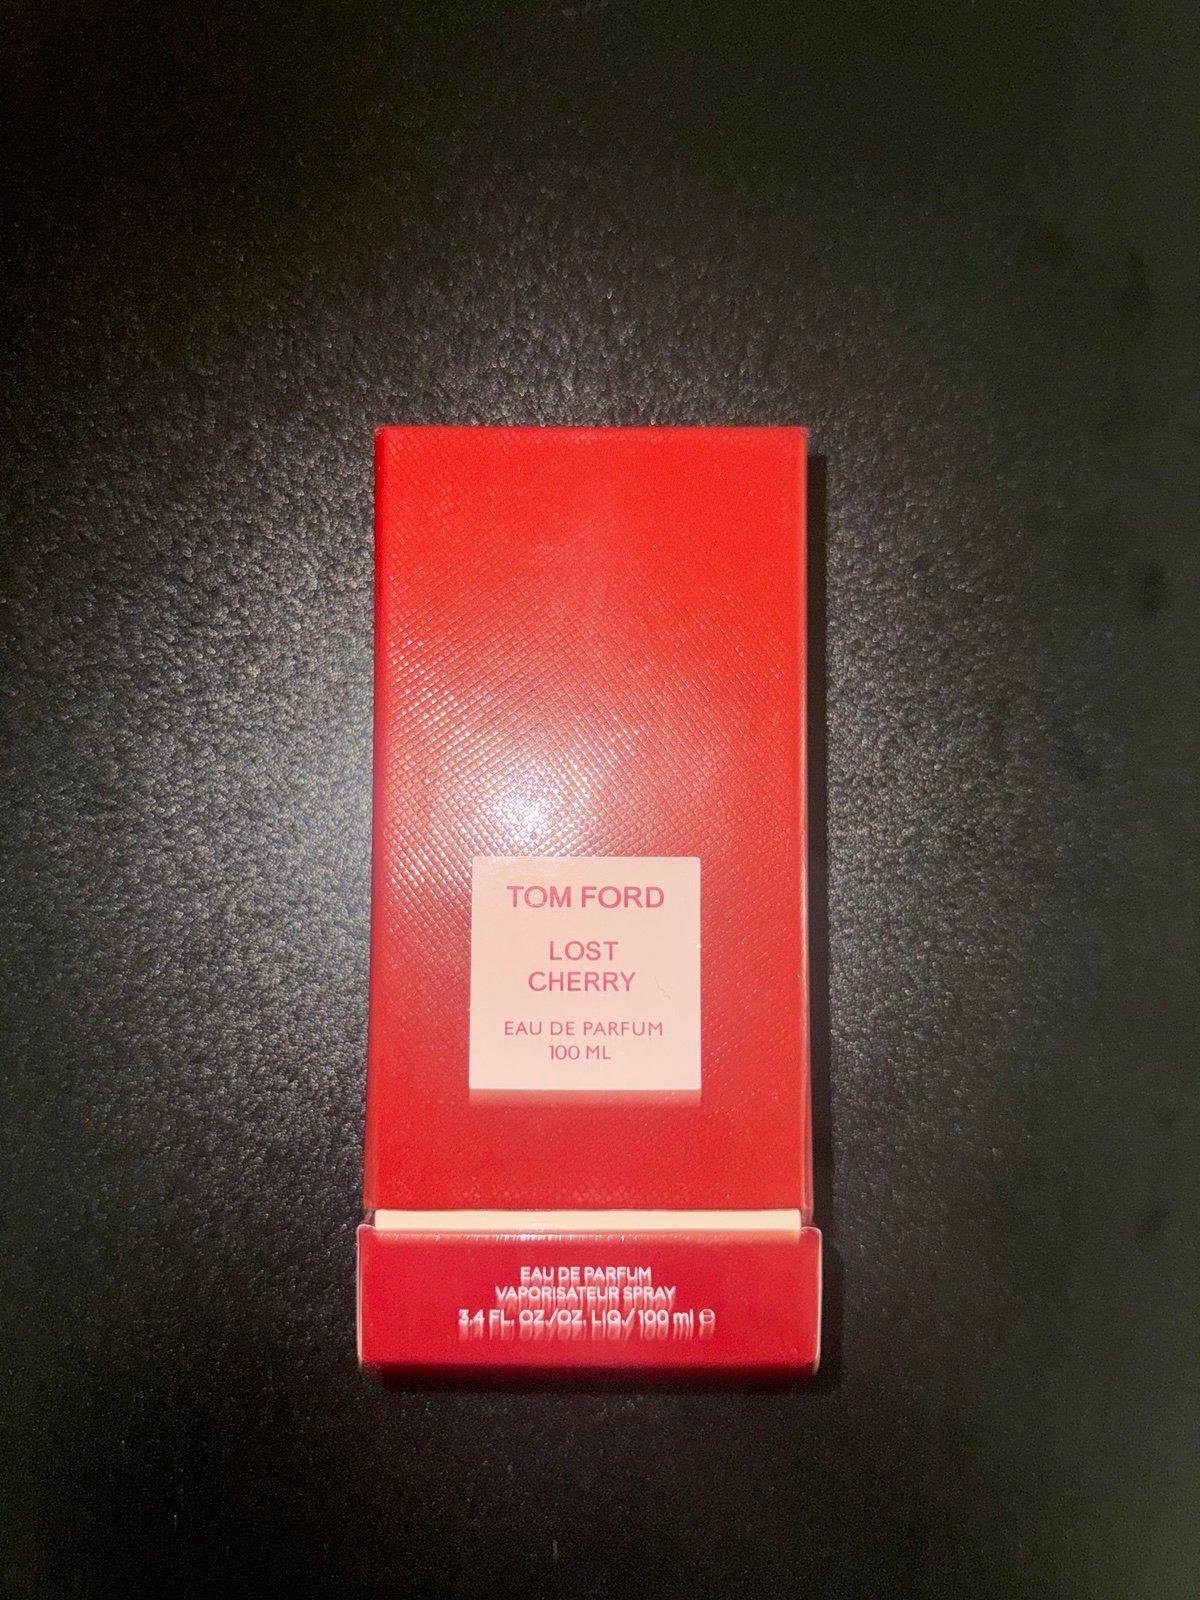 TOM FORD
LOST
CHERRY
EAU DE PARFUM
100 ML
EAU DE PARFUM
VAPORISATEUR SPRAY
3.4 FL. OZ./OZ. LIQ./ 100 ml ℮